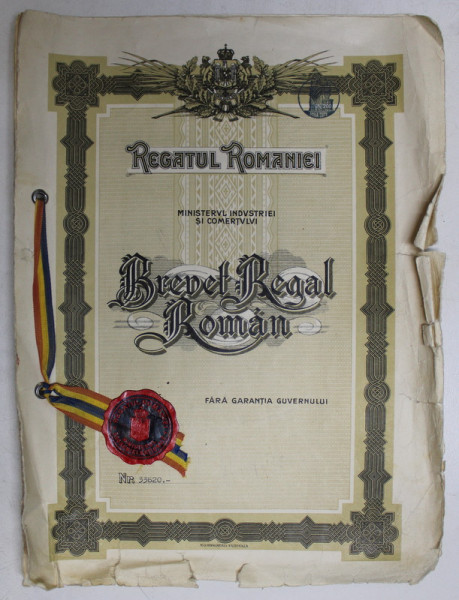 REGATUL ROMANIEI
MINISTERVL INDVSTRIEI
ȘI COMERȚVLVI
Brevet Regal
Român
FĂRĂ GARANȚIA GUVERNULUI
NR. 33620.-